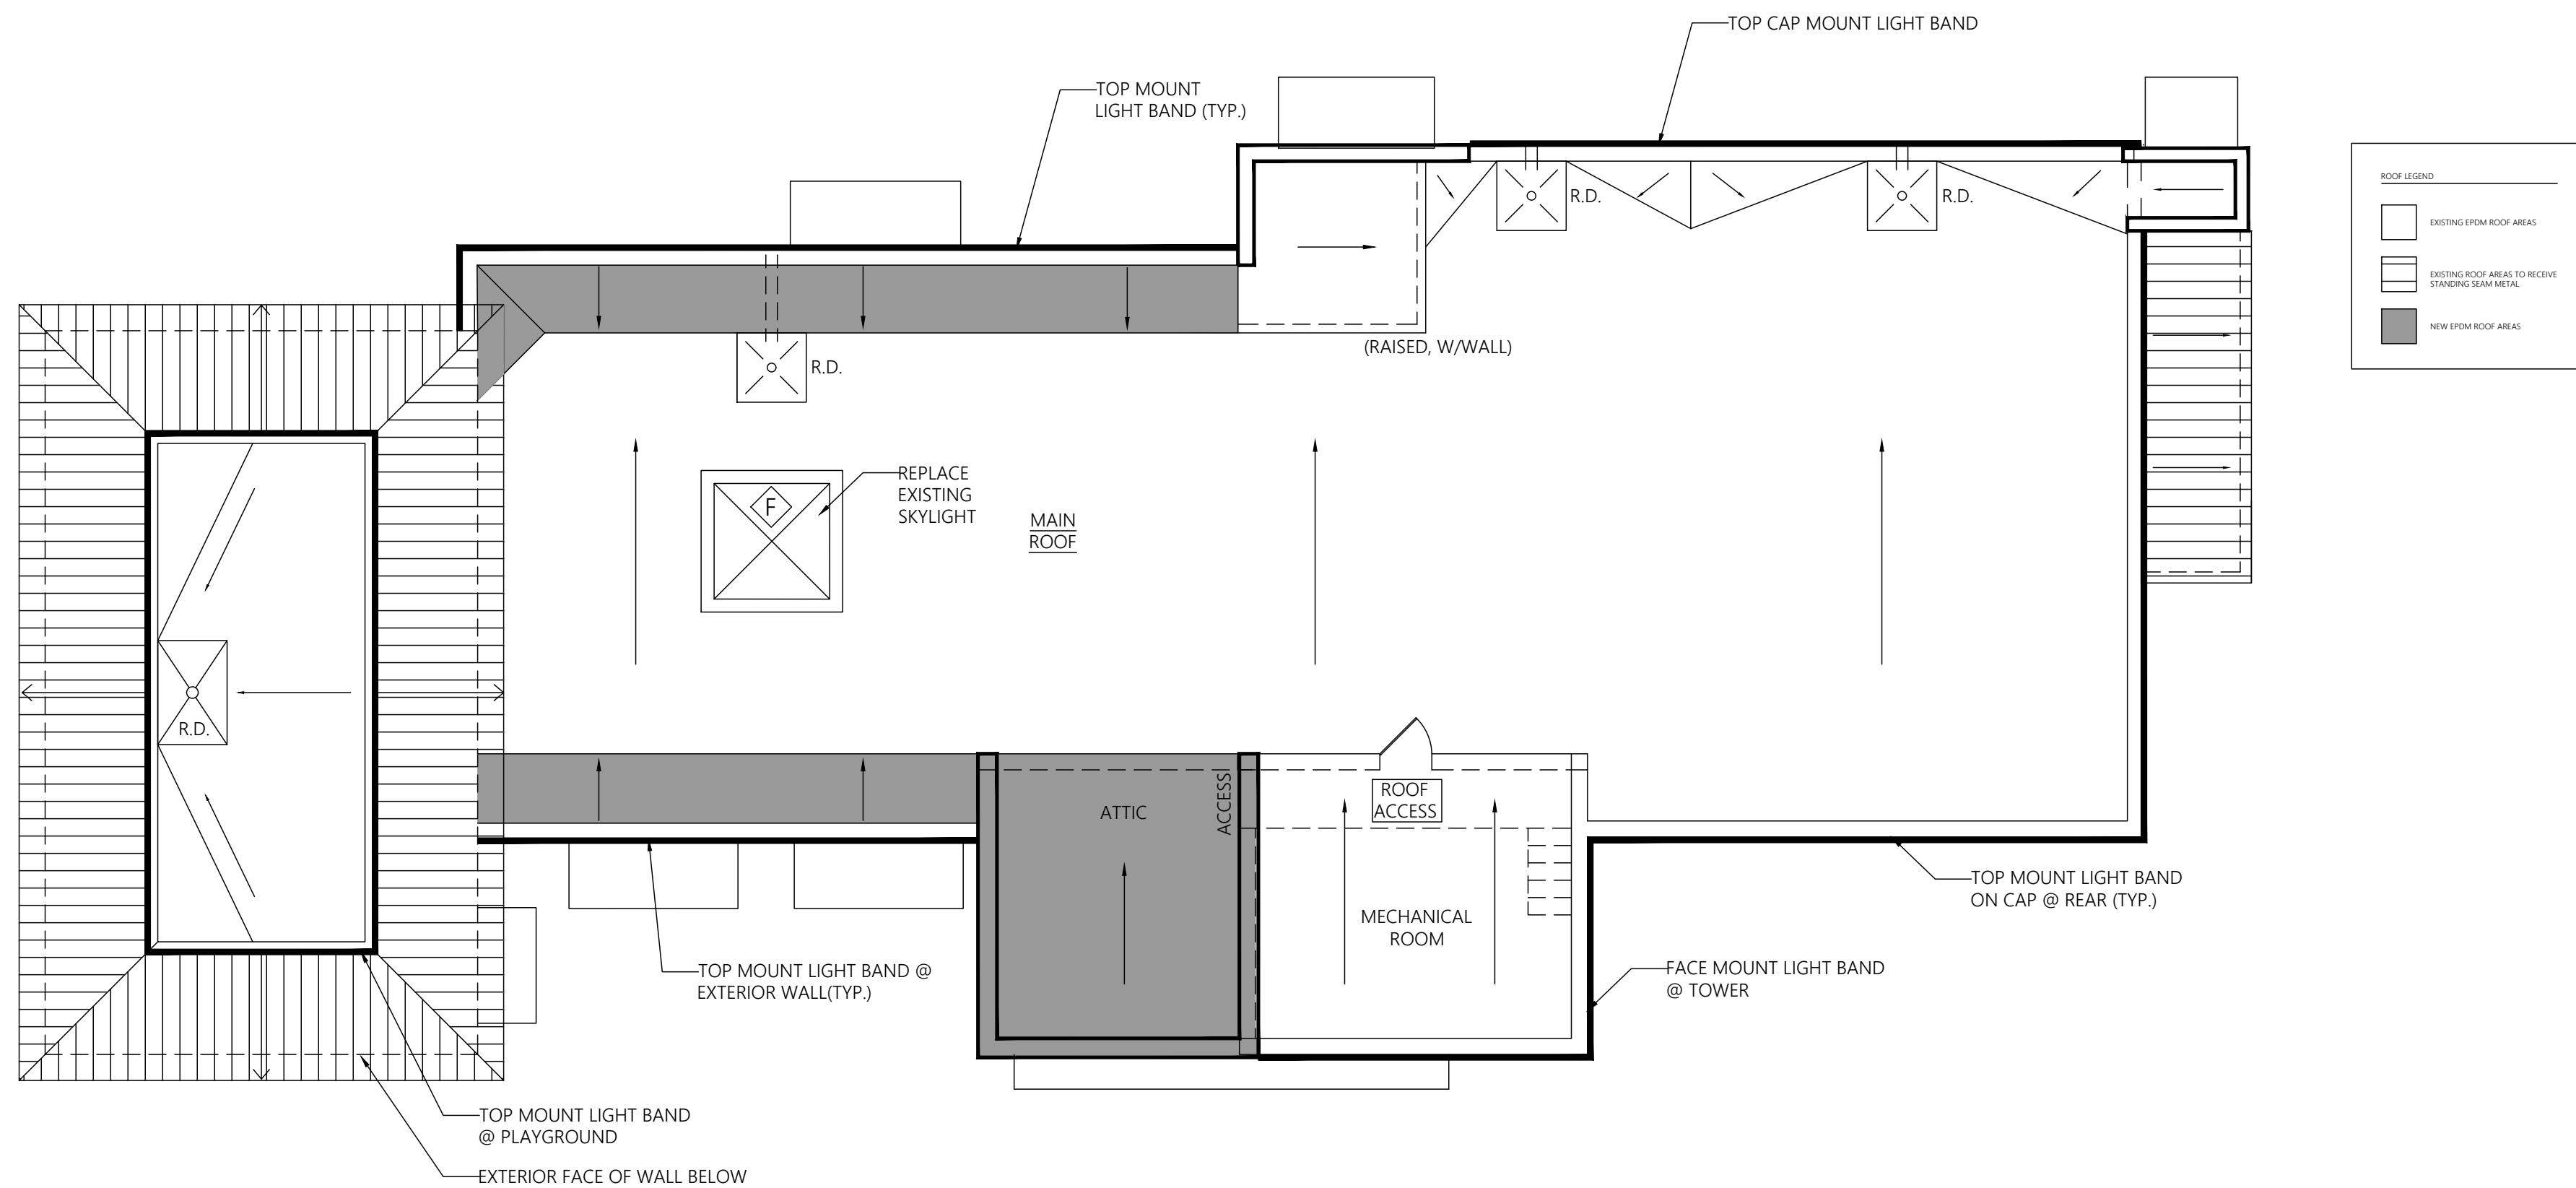 TOP CAP MOUNT LIGHT BAND
TOP MOUNT
LIGHT BAND (TYP.)
ROOF LEGEND
EXISTING EPDM ROOF AREAS
EXISTING ROOF AREAS TO RECEIVE
STANDING SEAM METAL
NEW EPDM ROOF AREAS
R.D.
R.D.
(RAISED, W/WALL)
R.D.
F
REPLACE
EXISTING
SKYLIGHT
MAIN
ROOF
R.D.
ATTIC
ACCESS
ROOF
ACCESS
MECHANICAL
ROOM
TOP MOUNT LIGHT BAND
ON CAP @ REAR (TYP.)
TOP MOUNT LIGHT BAND @
EXTERIOR WALL(TYP.)
FACE MOUNT LIGHT BAND
@ TOWER
TOP MOUNT LIGHT BAND
@ PLAYGROUND
EXTERIOR FACE OF WALL BELOW